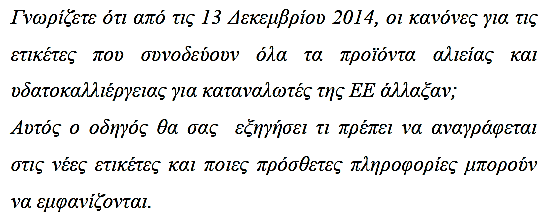 Γνωρίζετε ότι από τις 13 Δεκεμβρίου 2014, οι κανόνες για τις
ετικέτες που συνοδεύουν όλα τα προϊόντα αλιείας και
υδατοκαλλιέργειας για καταναλωτές της ΕΕ άλλαξαν;
Αυτός ο οδηγός θα σας  εξηγήσει τι πρέπει να αναγράφεται
στις νέες ετικέτες και ποιες πρόσθετες πληροφορίες μπορούν
να εμφανίζονται.